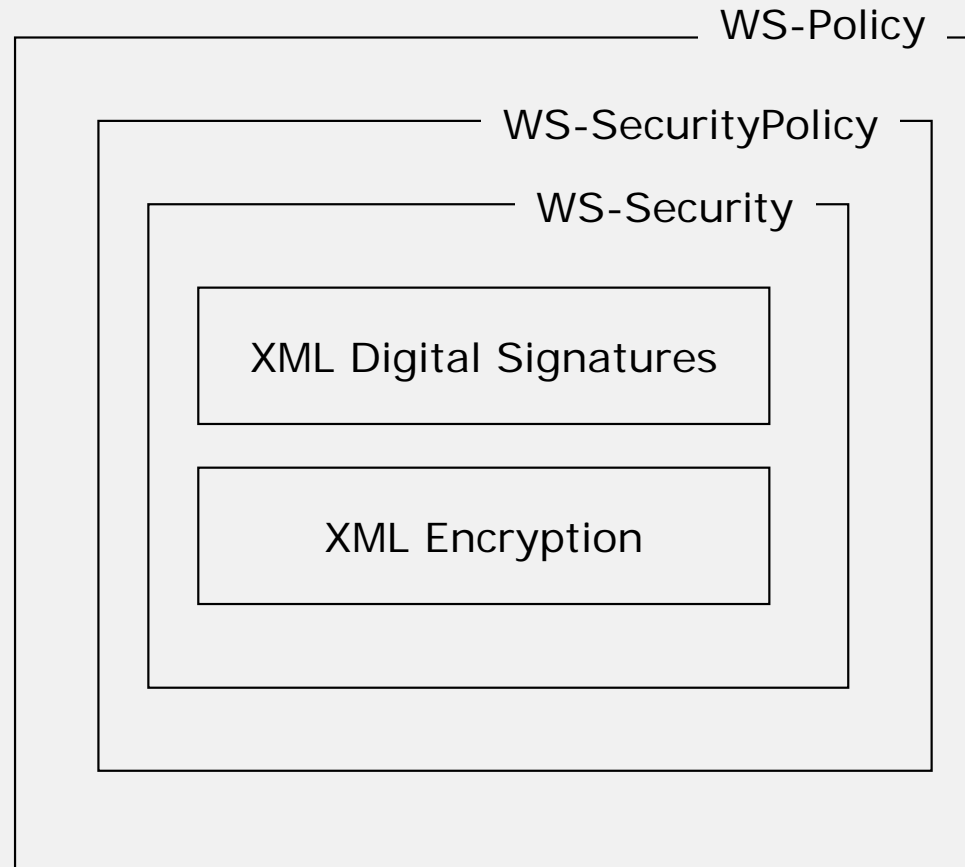 WS-Policy
WS-SecurityPolicy
WS-Security
XML Digital Signatures
XML Encryption